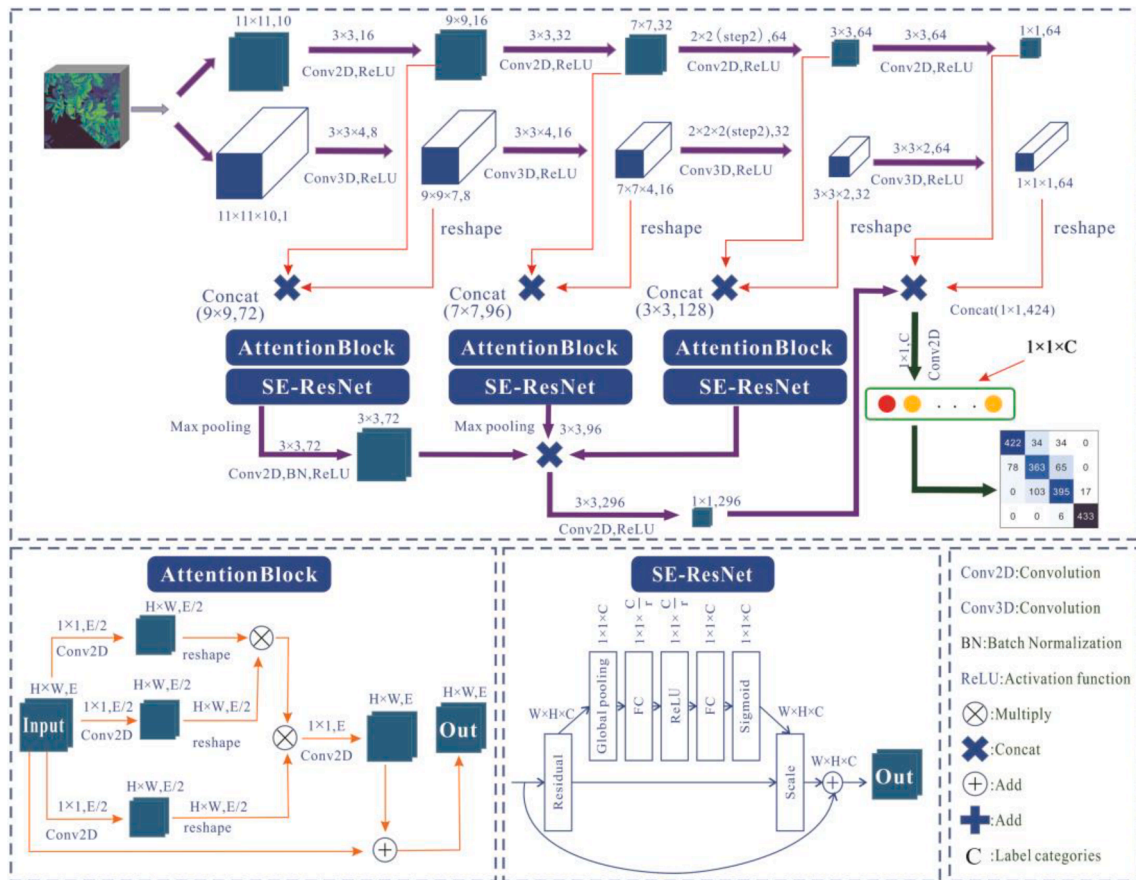 11×11,10
3×3,16
Conv2D,ReLU
9×9,16
3×3,32
Conv2D,ReLU
7×7,32
2×2 (step2) ,64
Conv2D,ReLU
3×3,64
3×3,64
Conv2D,ReLU
1×1,64
11×11×10,1
3×3×4,8
Conv3D,ReLU
9×9×7,8
3×3×4,16
Conv3D,ReLU
7×7×4,16
2×2×2(step2),32
Conv3D,ReLU
3×3×2,32
3×3×2,64
Conv3D,ReLU
1×1×1,64
reshape
reshape
reshape
reshape
Concat
(9×9,72)
Concat
(7×7,96)
Concat
(3×3,128)
Concat(1×1,424)
AttentionBlock
SE-ResNet
AttentionBlock
SE-ResNet
AttentionBlock
SE-ResNet
Max pooling
3×3,72
Conv2D,BN,ReLU
3×3,72
Max pooling
3×3,96
3×3,296
Conv2D,ReLU
1×1,296
1×1,C
Conv2D
1×1×C
. . .
422 34 34 0
78 363 65 0
0 103 395 17
0 0 6 433
AttentionBlock
H×W,E
Input
1×1,E/2
Conv2D
H×W,E/2
reshape
1×1,E/2
Conv2D
H×W,E/2
H×W,E/2
reshape
1×1,E/2
Conv2D
H×W,E/2
H×W,E/2
reshape
1×1,E
Conv2D
H×W,E
H×W,E
Out
SE-ResNet
1×1×C
1×1×C/r
1×1×C/r
1×1×C
1×1×C
Global pooling
FC
ReLU
FC
Sigmoid
W×H×C
W×H×C
Residual
Scale
W×H×C
Out
Conv2D:Convolution
Conv3D:Convolution
BN:Batch Normalization
ReLU:Activation function
:Multiply
:Concat
:Add
:Add
C :Label categories